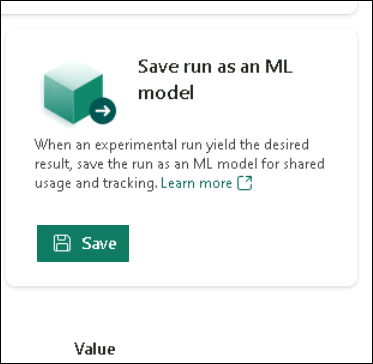 Save run as an ML
model
When an experimental run yield the desired
result, save the run as an ML model for shared
usage and tracking. Learn more
Save
Value